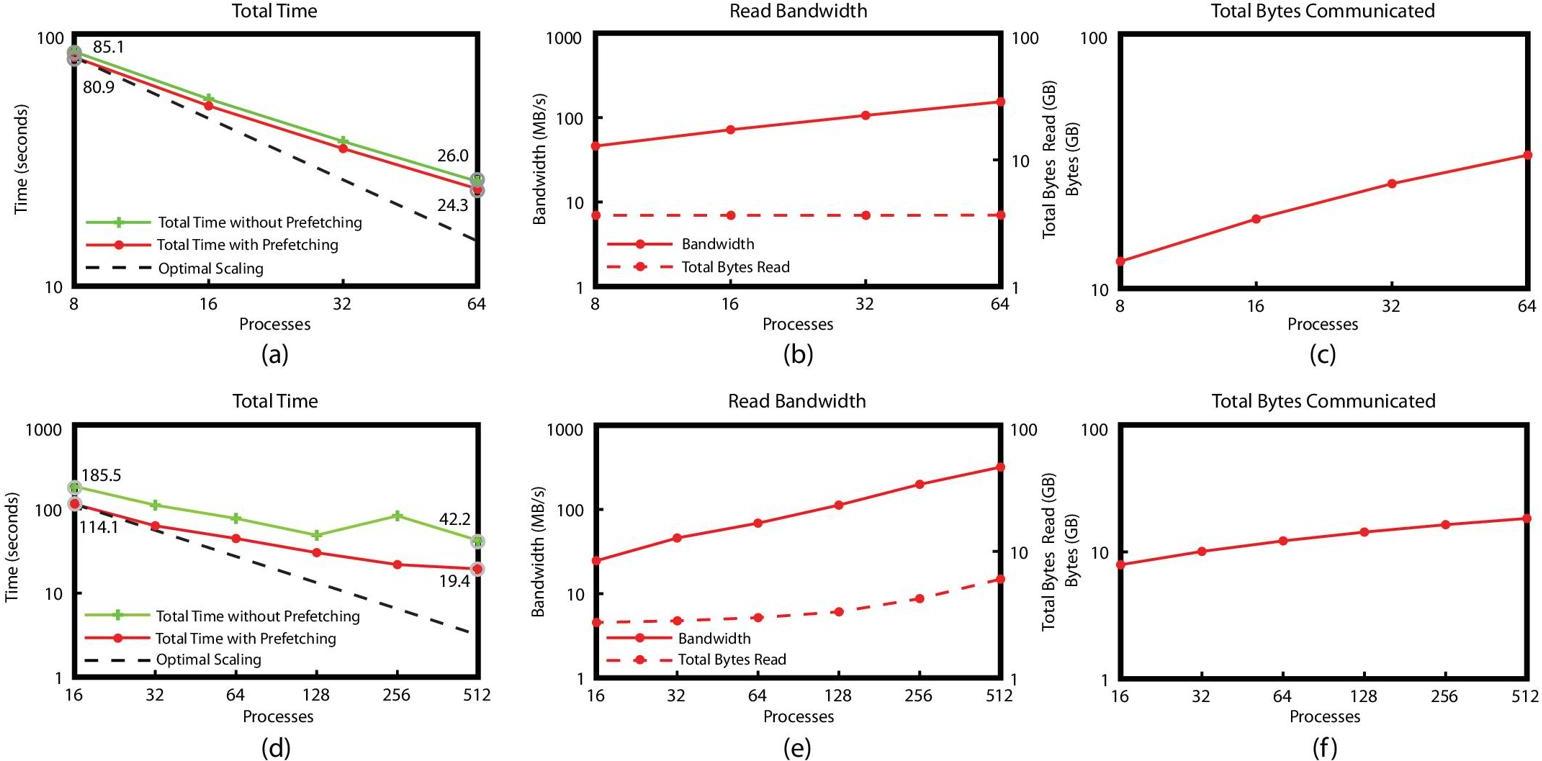 Total Time
100
85.1
80.9
26.0
24.3
Time (seconds)
Total Time without Prefetching
Total Time with Prefetching
Optimal Scaling
10
8 16 32 64
Processes
(a)
Read Bandwidth
1000
100
10
1
Bandwidth (MB/s)
100
10
1
Total Bytes Read (GB)
Bandwidth
Total Bytes Read
8 16 32 64
Processes
(b)
Total Bytes Communicated
100
10
Bytes (GB)
8 16 32 64
Processes
(c)
Total Time
1000
185.5
100
114.1
42.2
19.4
10
Time (seconds)
Total Time without Prefetching
Total Time with Prefetching
Optimal Scaling
1
16 32 64 128 256 512
Processes
(d)
Read Bandwidth
1000
100
10
1
Bandwidth (MB/s)
100
10
1
Total Bytes Read (GB)
Bandwidth
Total Bytes Read
16 32 64 128 256 512
Processes
(e)
Total Bytes Communicated
100
10
1
Bytes (GB)
16 32 64 128 256 512
Processes
(f)